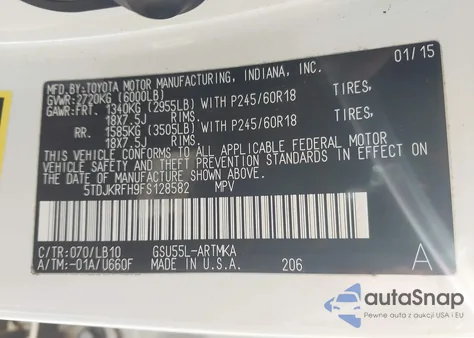 MFD. BY:TOYOTA MOTOR MANUFACTURING, INDIANA, INC. 01/15
GVWR: 2720KG (6000LB)
GAWR:FRT. 1340KG (2955LB) WITH P245/60R18 TIRES,
18X7.5J RIMS.
RR. 1585KG (3505LB) WITH P245/60R18 TIRES,
18X7.5J RIMS.
THIS VEHICLE CONFORMS TO ALL APPLICABLE FEDERAL MOTOR
VEHICLE SAFETY AND THEFT PREVENTION STANDARDS IN EFFECT ON
THE DATE OF MANUFACTURE SHOWN ABOVE.
5TDJKRFH9FS128582 MPV
C/TR:070/LB10 GSU55L-ARTMKA
A/TM:-01A/U660F MADE IN U.S.A. 206 A
autoSnap
Pewne auta z aukcji USA i EU